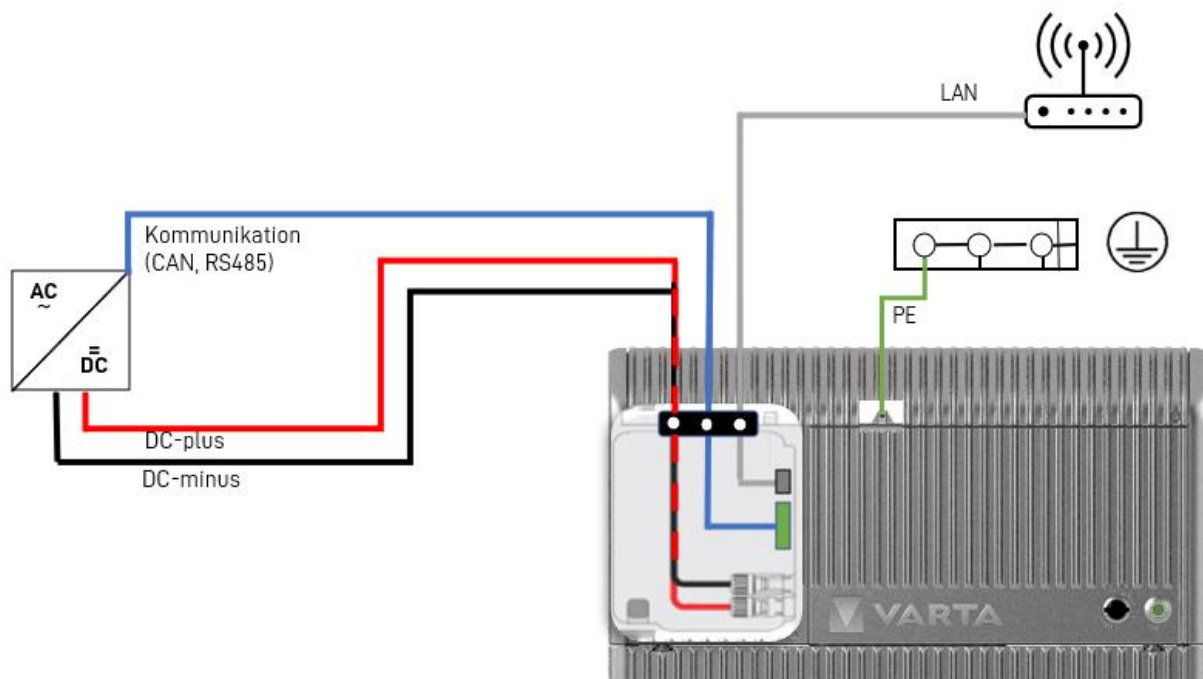 LAN
Kommunikation
(CAN, RS485)
AC
~
=
DC
PE
DC-plus
DC-minus
VARTA